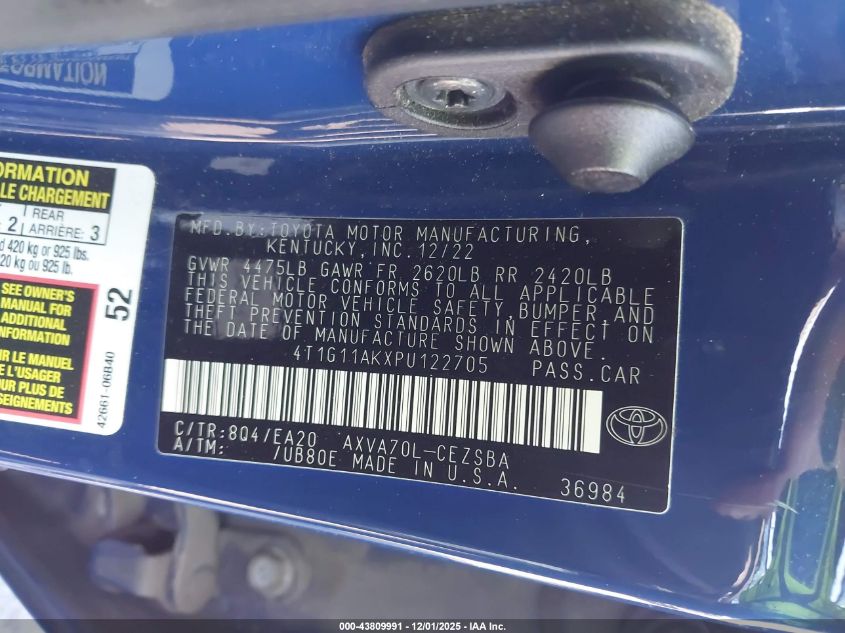 FORMATION
FORMATION
LE CHARGEMENT
2 REAR ARRIÈRE: 3
d 420 kg or 925 lbs.
20 kg ou 925 lb.
SEE OWNER'S
MANUAL FOR
ADDITIONAL
INFORMATION
LE MANUEL
L'USAGER
PLUS DE
SEIGNEMENTS
52
42661-06B40
MFD.BY:TOYOTA MOTOR MANUFACTURING,
KENTUCKY,INC.12/22
GVWR 4475LB GAWR FR 2620LB RR 2420LB
THIS VEHICLE CONFORMS TO ALL APPLICABLE
FEDERAL MOTOR VEHICLE SAFETY,BUMPER,AND
THEFT PREVENTION STANDARDS IN EFFECT ON
THE DATE OF MANUFACTURE SHOWN ABOVE.
4T1G11AKXPU122705 PASS.CAR
C/TR:8Q4/EA20 AXVA70L-CEZSBA
A/TM: /UB80E MADE IN U.S.A.
36984
000-43809991 - 12/01/2025 - IAA Inc.